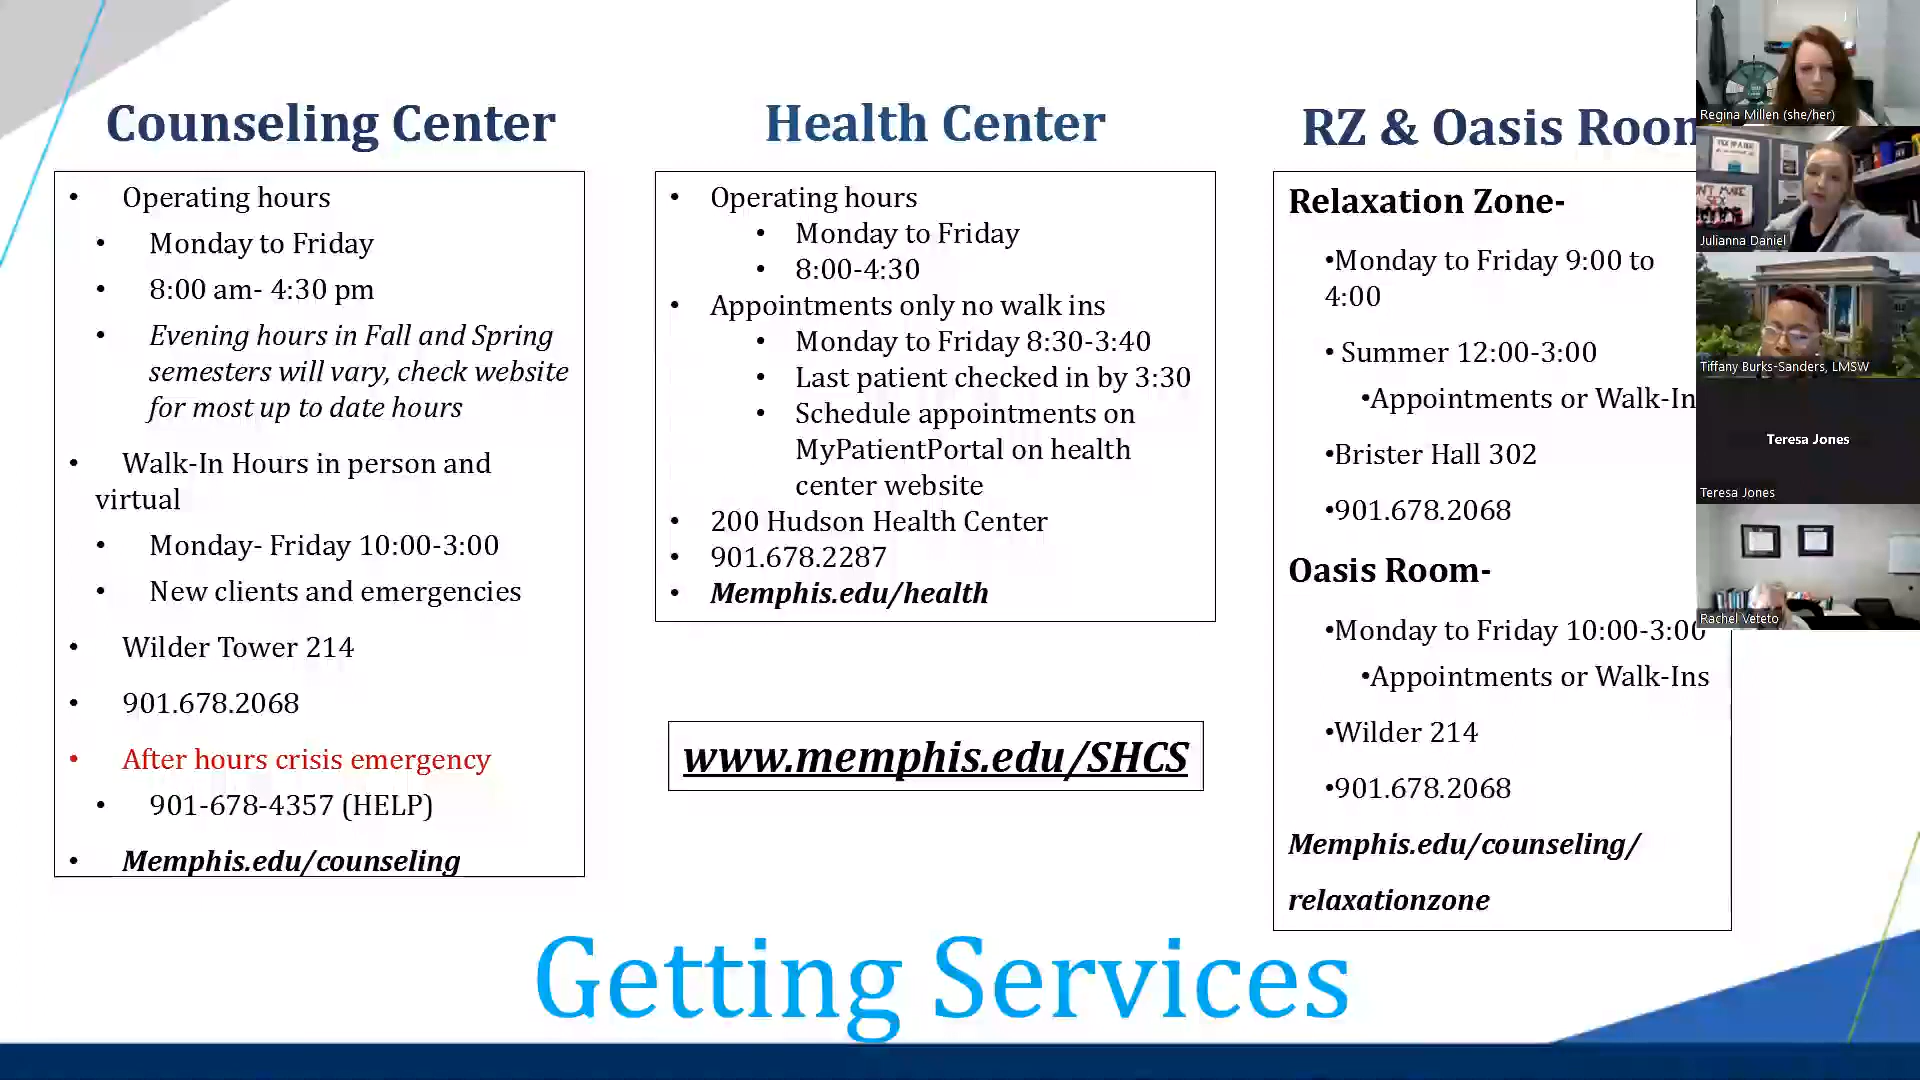 Counseling Center
• Operating hours
• Monday to Friday
• 8:00 am- 4:30 pm
• Evening hours in Fall and Spring
semesters will vary, check website
for most up to date hours
• Walk-In Hours in person and
virtual
• Monday- Friday 10:00-3:00
• New clients and emergencies
• Wilder Tower 214
• 901.678.2068
• After hours crisis emergency
• 901-678-4357 (HELP)
• Memphis.edu/counseling
Health Center
• Operating hours
• Monday to Friday
• 8:00-4:30
• Appointments only no walk ins
• Monday to Friday 8:30-3:40
• Last patient checked in by 3:30
• Schedule appointments on
MyPatientPortal on health
center website
• 200 Hudson Health Center
• 901.678.2287
• Memphis.edu/health
www.memphis.edu/SHCS
RZ & Oasis Room
Relaxation Zone-
•Monday to Friday 9:00 to
4:00
• Summer 12:00-3:00
•Appointments or Walk-In
•Brister Hall 302
•901.678.2068
Oasis Room-
•Monday to Friday 10:00-3:00
•Appointments or Walk-Ins
•Wilder 214
•901.678.2068
Memphis.edu/counseling/
relaxationzone
Getting Services
Regina Millen (she/her)
Julianna Daniel
Tiffany Burks-Sanders, LMSW
Teresa Jones
Teresa Jones
Rachel Veteto